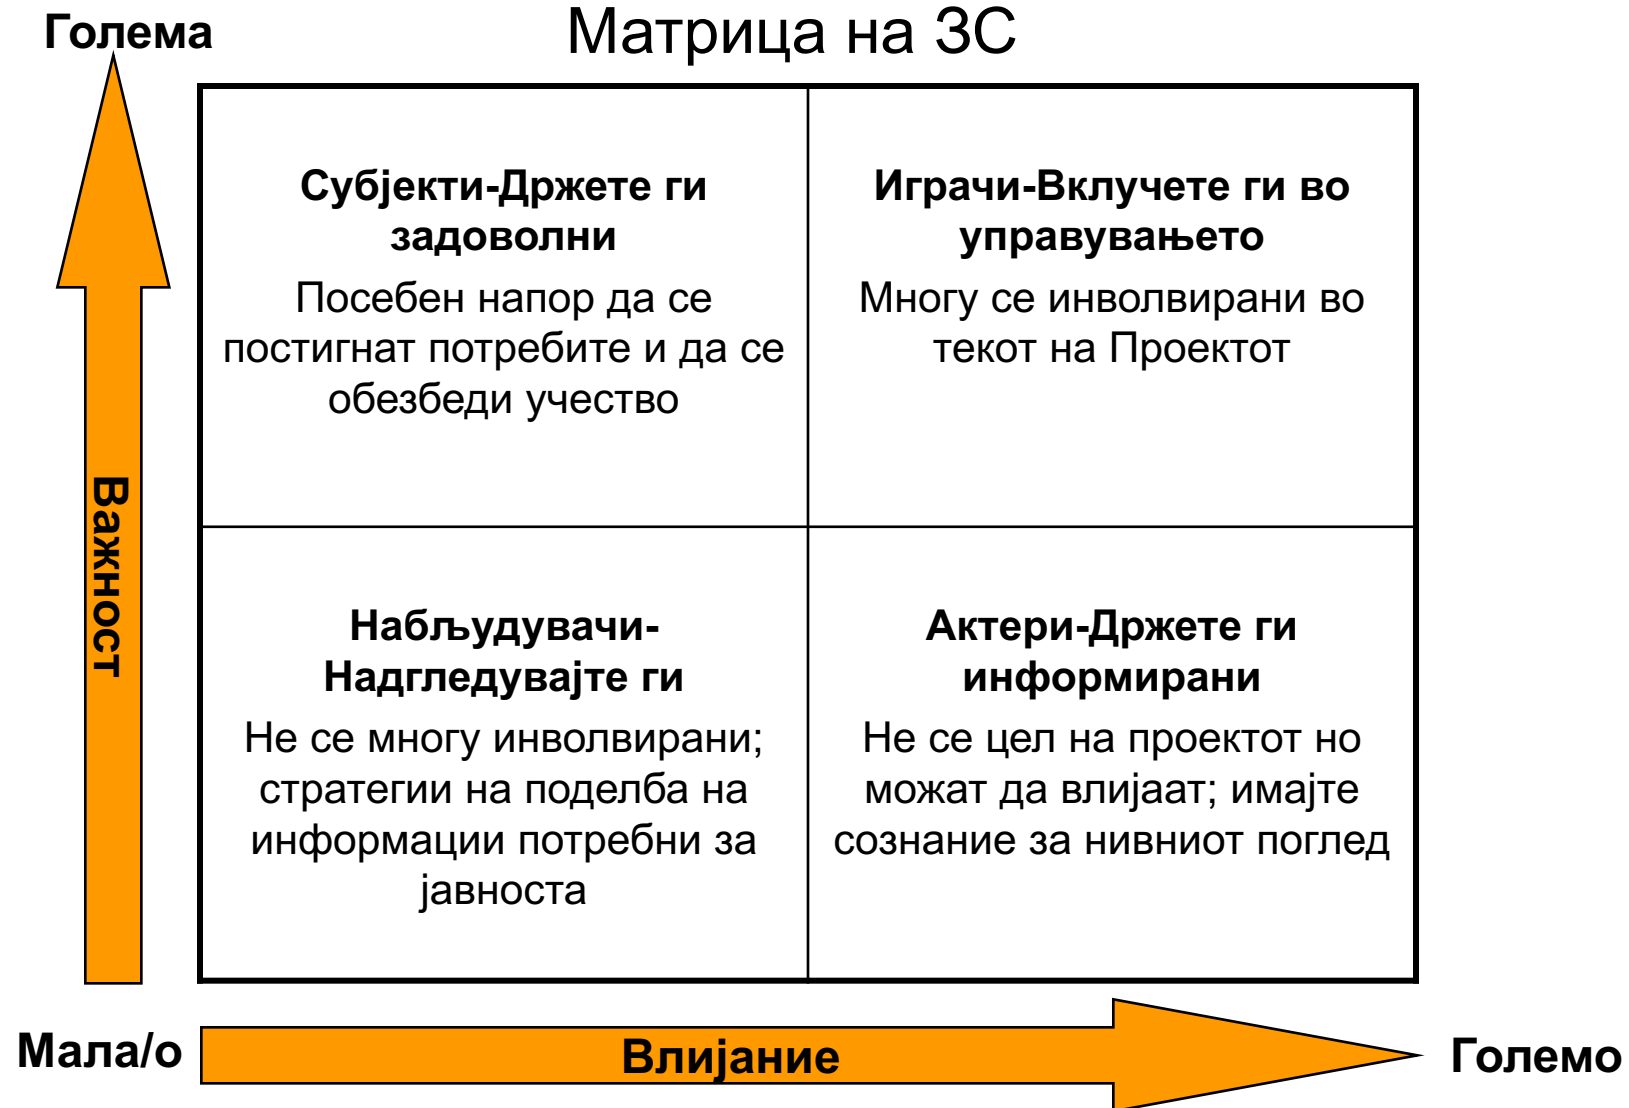 Матрица на ЗС
Голема
Субјекти-Држете ги
задоволни
Посебен напор да се
постигнат потребите и да се
обезбеди учество
Играчи-Вклучете ги во
управувањето
Многу се инволвирани во
текот на Проектот
Важност
Набљудувачи-
Надгледувајте ги
Не се многу инволвирани;
стратегии на поделба на
информации потребни за
јавноста
Актери-Држете ги
информирани
Не се цел на проектот но
можат да влијаат; имајте
сознание за нивниот поглед
Мала/о
Влијание
Големо